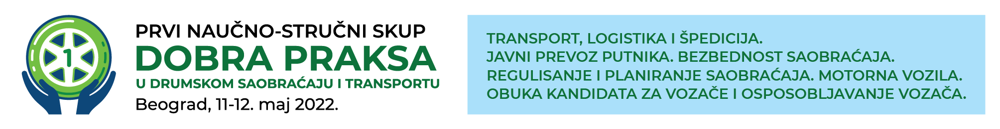 1
PRVI NAUČNO-STRUČNI SKUP
DOBRA PRAKSA
U DRUMSKOM SAOBRAĆAJU I TRANSPORTU
Beograd, 11-12. maj 2022.
TRANSPORT, LOGISTIKA I ŠPEDICIJA.
JAVNI PREVOZ PUTNIKA. BEZBEDNOST SAOBRAĆAJA.
REGULISANJE I PLANIRANJE SAOBRAĆAJA. MOTORNA VOZILA.
OBUKA KANDIDATA ZA VOZAČE I OSPOSOBLJAVANJE VOZAČA.